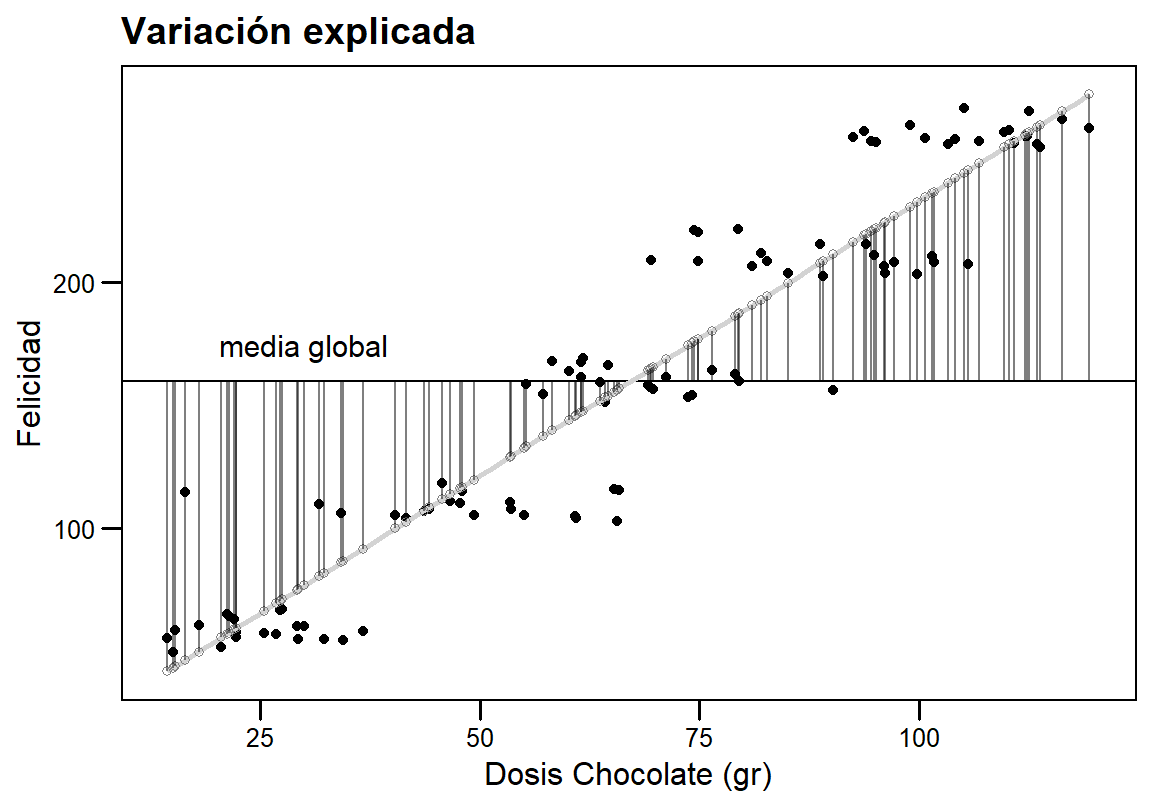 Variación explicada
media global
Felicidad
200
100
25 50 75 100
Dosis Chocolate (gr)